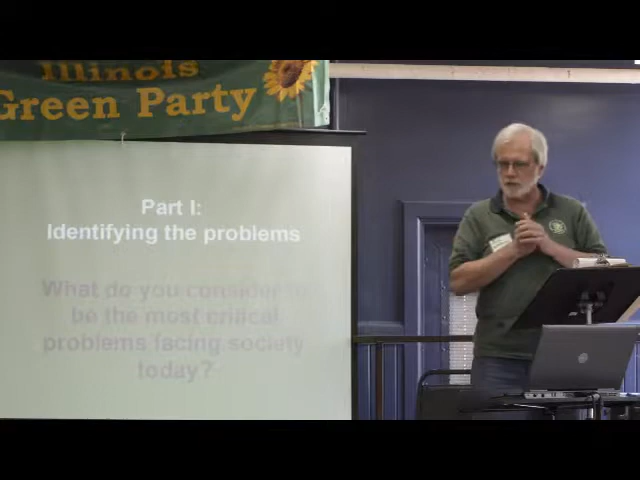 Illinois
Green Party
Part I:
Identifying the problems
What do you consider to
be the most critical
problems facing society
today?